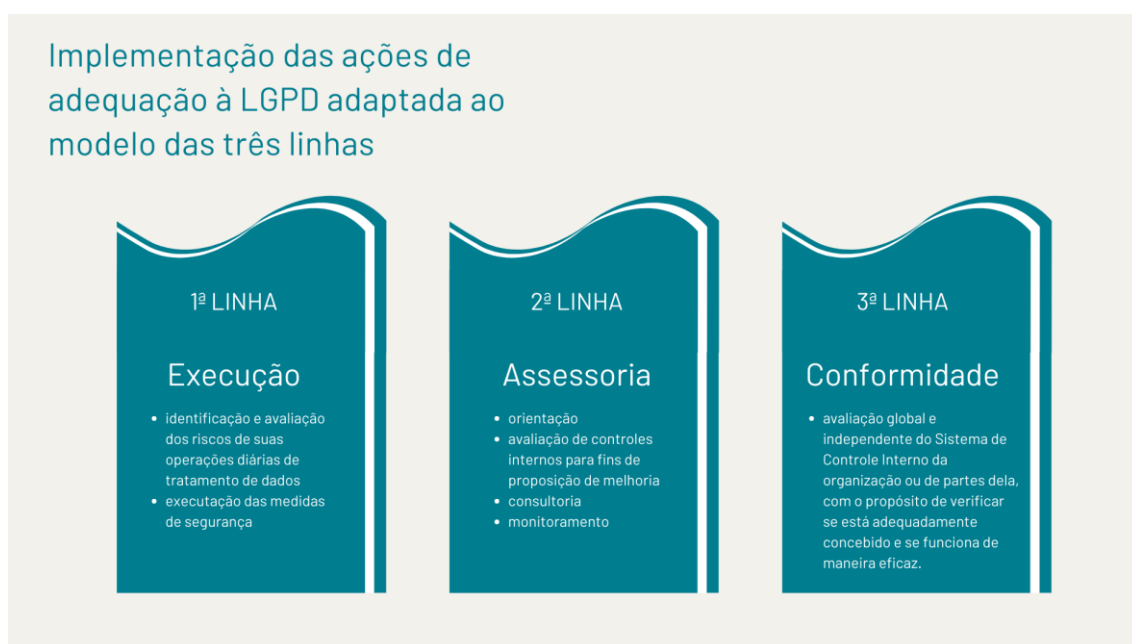 Implementação das ações de
adequação à LGPD adaptada ao
modelo das três linhas
1ª LINHA
Execução
• identificação e avaliação
dos riscos de suas
operações diárias de
tratamento de dados
• executação das medidas
de segurança
2ª LINHA
Assessoria
• orientação
• avaliação de controles
internos para fins de
proposição de melhoria
• consultoria
• monitoramento
3ª LINHA
Conformidade
• avaliação global e
independente do Sistema de
Controle Interno da
organização ou de partes dela,
com o propósito de verificar
se está adequadamente
concebido e se funciona de
maneira eficaz.